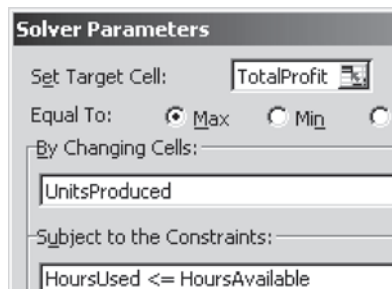 Solver Parameters
Set Target Cell: TotalProfit
Equal To: Max Min
By Changing Cells:
UnitsProduced
Subject to the Constraints:
HoursUsed <= HoursAvailable